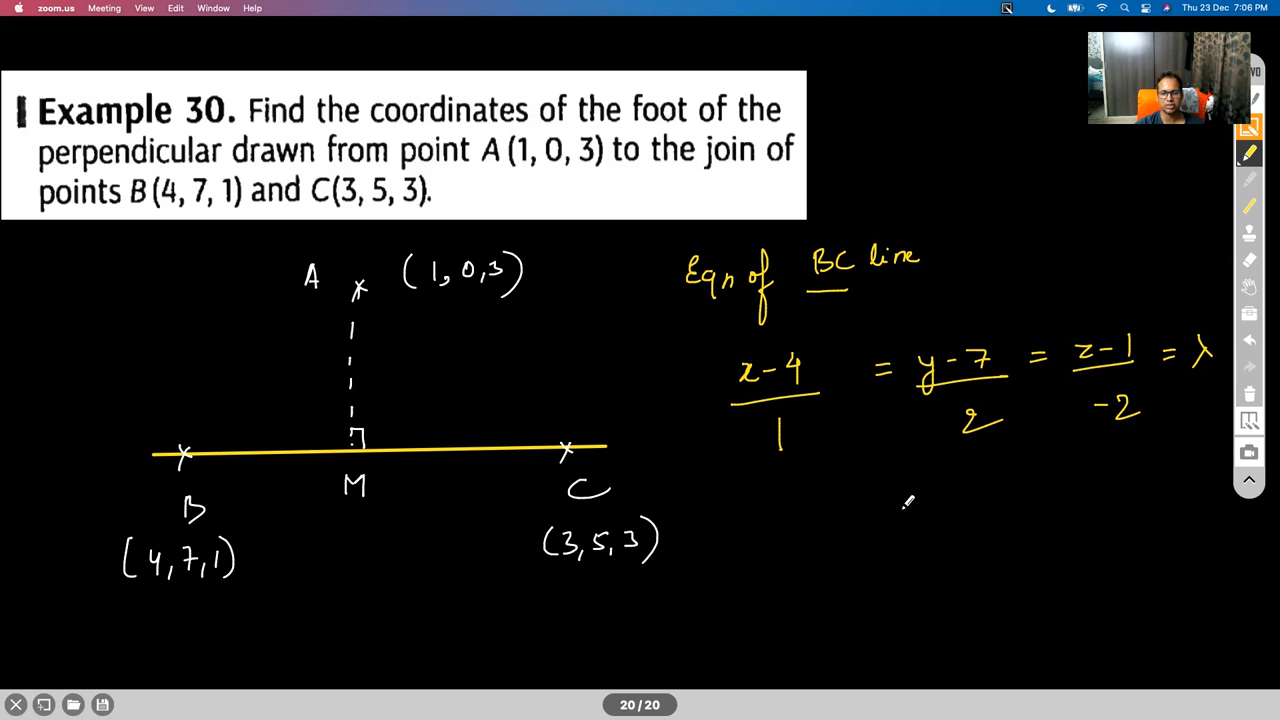 zoom.us Meeting View Edit Window Help Thu 23 Dec 7:06 PM
Example 30. Find the coordinates of the foot of the
perpendicular drawn from point A (1, 0, 3) to the join of
points B (4, 7, 1) and C(3, 5, 3).
A (1, 0, 3)
M
B
C
(4, 7, 1)
(3, 5, 3)
Eqn of BC line
x-4 = y-7 = z-1 = λ
1 2 -2
20 / 20